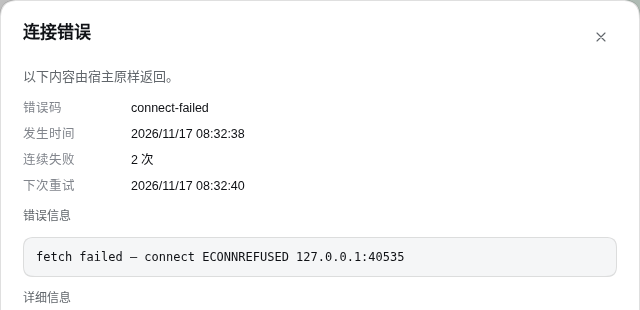 连接错误
以下内容由宿主原样返回。
错误码 connect-failed
发生时间 2026/11/17 08:32:38
连续失败 2 次
下次重试 2026/11/17 08:32:40
错误信息
fetch failed — connect ECONNREFUSED 127.0.0.1:40535
详细信息